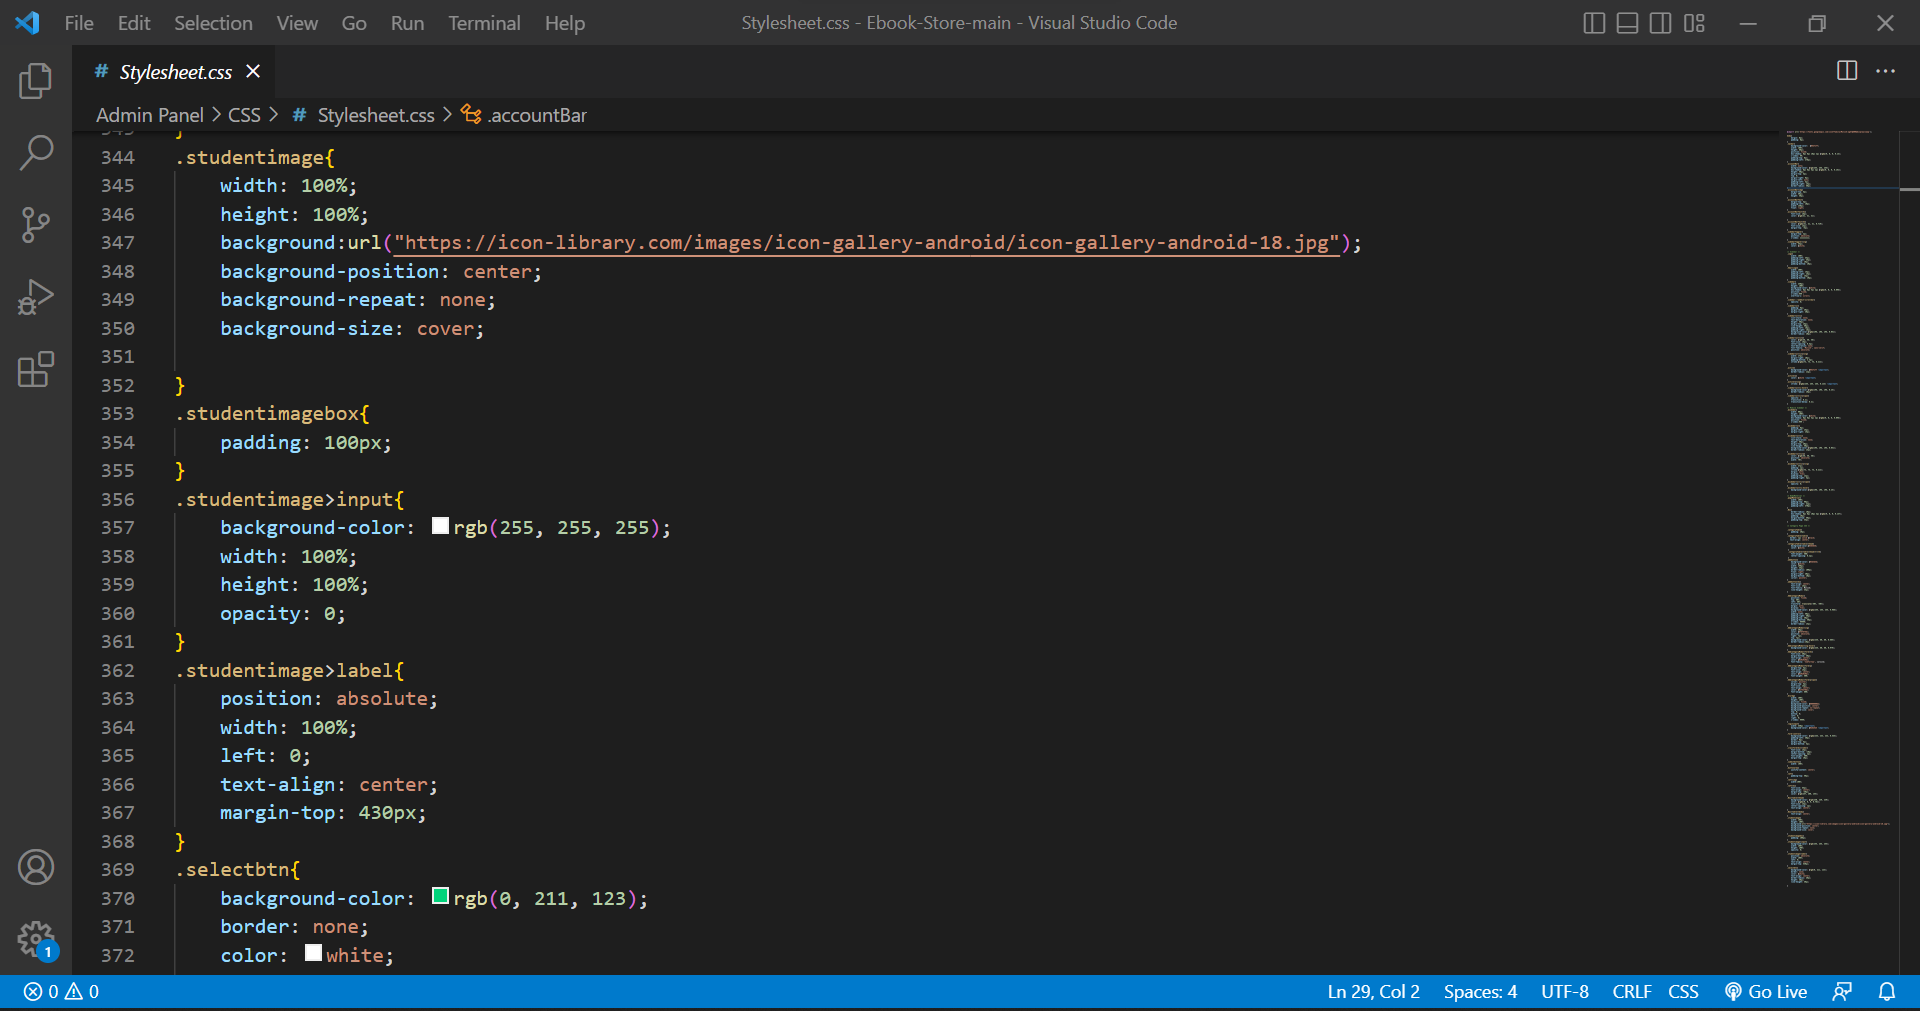 File Edit Selection View Go Run Terminal Help Stylesheet.css - Ebook-Store-main - Visual Studio Code
# Stylesheet.css
Admin Panel > CSS > # Stylesheet.css > .accountBar
343 }
344 .studentimage{
345 width: 100%;
346 height: 100%;
347 background:url("https://icon-library.com/images/icon-gallery-android/icon-gallery-android-18.jpg");
348 background-position: center;
349 background-repeat: none;
350 background-size: cover;
351
352 }
353 .studentimagebox{
354 padding: 100px;
355 }
356 .studentimage>input{
357 background-color: rgb(255, 255, 255);
358 width: 100%;
359 height: 100%;
360 opacity: 0;
361 }
362 .studentimage>label{
363 position: absolute;
364 width: 100%;
365 left: 0;
366 text-align: center;
367 margin-top: 430px;
368 }
369 .selectbtn{
370 background-color: rgb(0, 211, 123);
371 border: none;
372 color: white;
1
0 0 Ln 29, Col 2 Spaces: 4 UTF-8 CRLF CSS Go Live